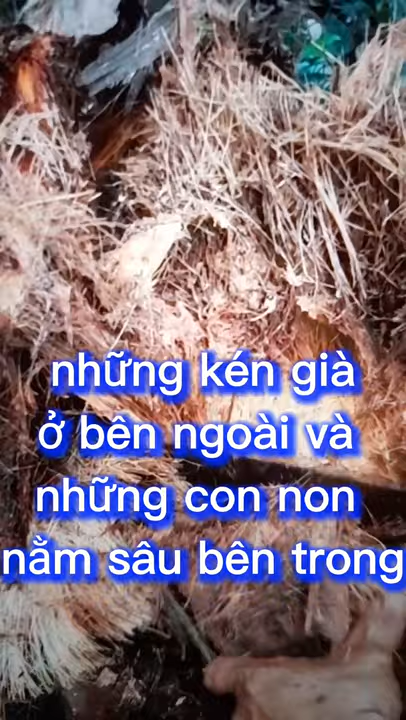 những kén già
ở bên ngoài và
những con non
nằm sâu bên trong